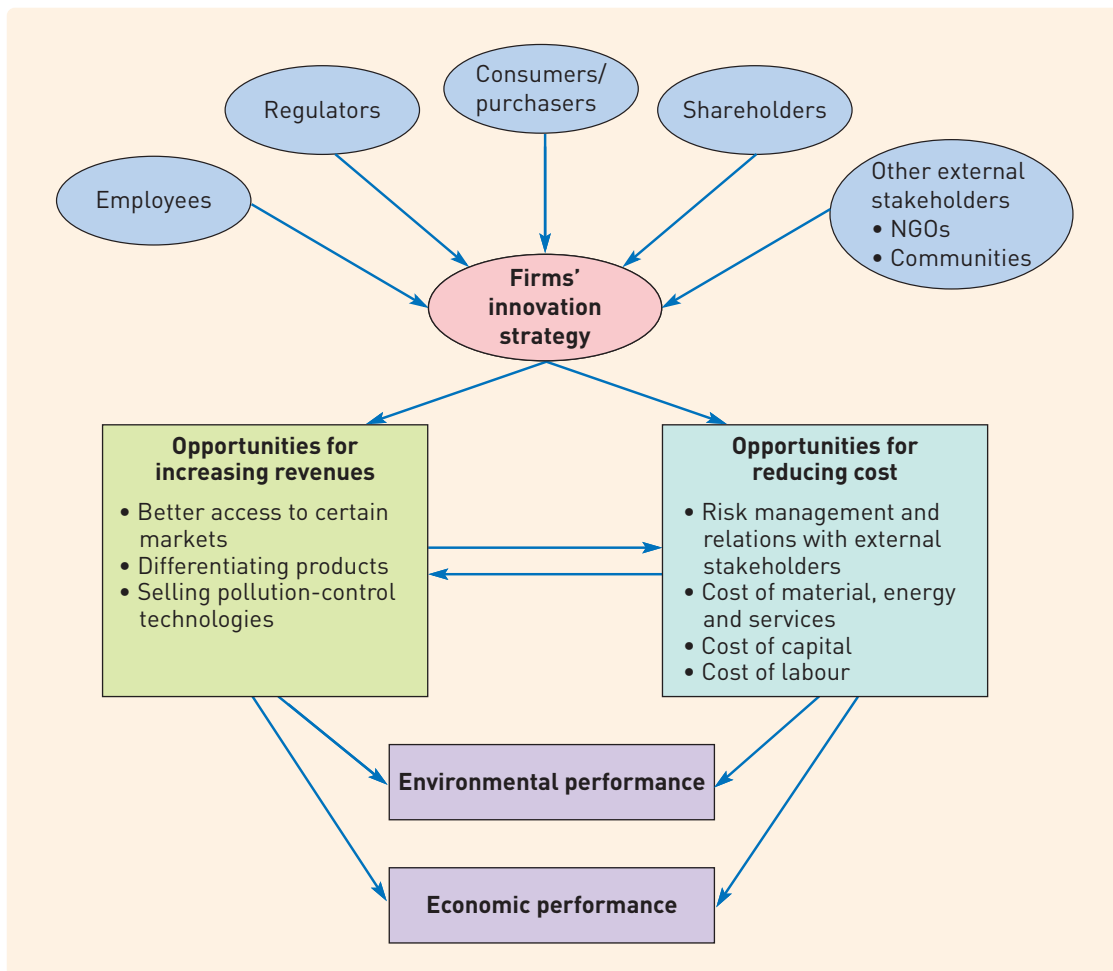 Consumers/
purchasers
Regulators
Shareholders
Employees
Other external
stakeholders
• NGOs
• Communities
Firms’
innovation
strategy
Opportunities for
increasing revenues
• Better access to certain
markets
• Differentiating products
• Selling pollution-control
technologies
Opportunities for
reducing cost
• Risk management and
relations with external
stakeholders
• Cost of material, energy
and services
• Cost of capital
• Cost of labour
Environmental performance
Economic performance